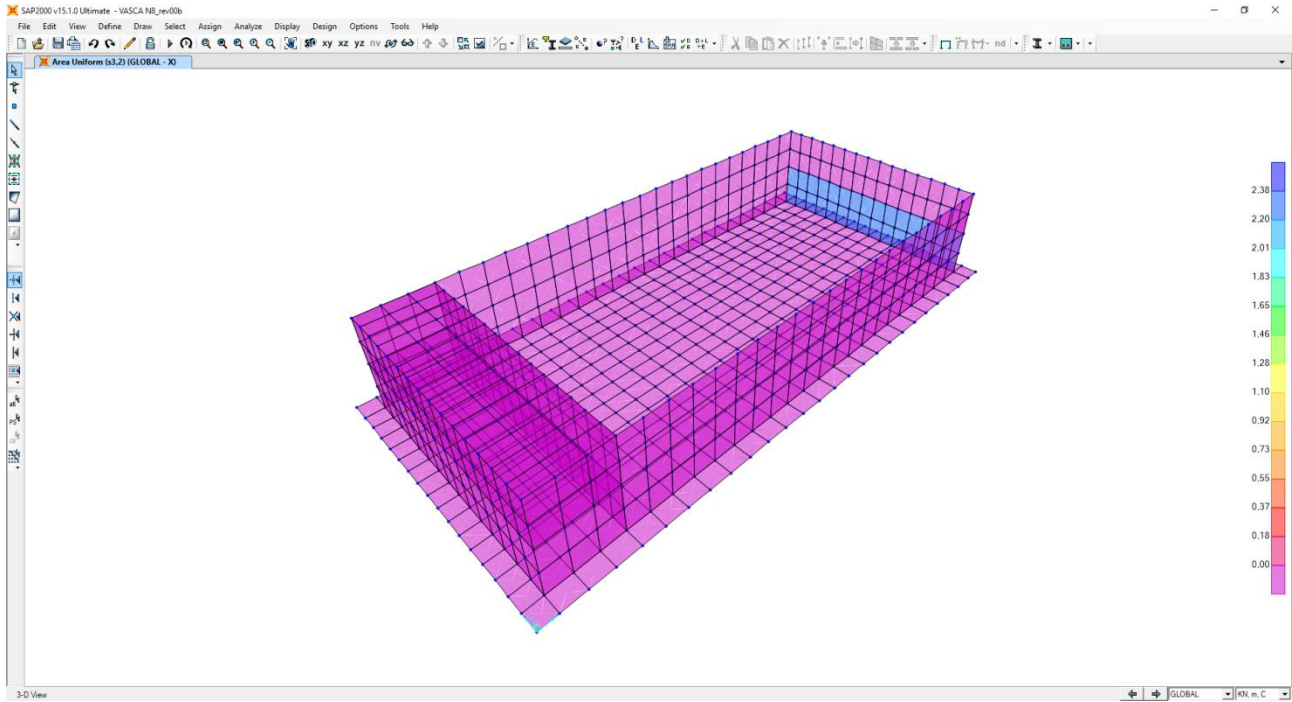 SAP2000 v15.1.0 Ultimate - VASCA N8_rev00b
File Edit View Define Draw Select Assign Analyze Display Design Options Tools Help
xy xz yz nv
nd
Area Uniform (s3,2) (GLOBAL - X)
2,38
2,20
2,01
1,83
1,65
1,46
1,28
1,10
0,92
0,73
0,55
0,37
0,18
0,00
3-D View
GLOBAL
KN, m, C